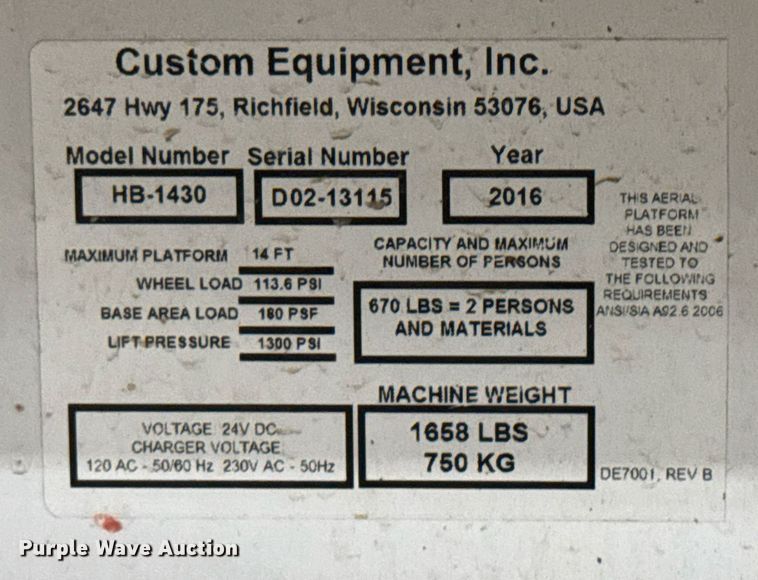 Custom Equipment, Inc.
2647 Hwy 175, Richfield, Wisconsin 53076, USA
Model Number Serial Number Year
HB-1430 D02-13115 2016
MAXIMUM PLATFORM 14 FT
WHEEL LOAD 113.6 PSI
BASE AREA LOAD 180 PSF
LIFT PRESSURE 1300 PSI
CAPACITY AND MAXIMUM
NUMBER OF PERSONS
670 LBS = 2 PERSONS
AND MATERIALS
THIS AERIAL
PLATFORM
HAS BEEN
DESIGNED AND
TESTED TO
THE FOLLOWING
REQUIREMENTS
ANSI/SIA A92.6 2006
VOLTAGE 24V DC
CHARGER VOLTAGE
120 AC - 50/60 Hz 230V AC - 50Hz
MACHINE WEIGHT
1658 LBS
750 KG
DE7001, REV B
Purple Wave Auction